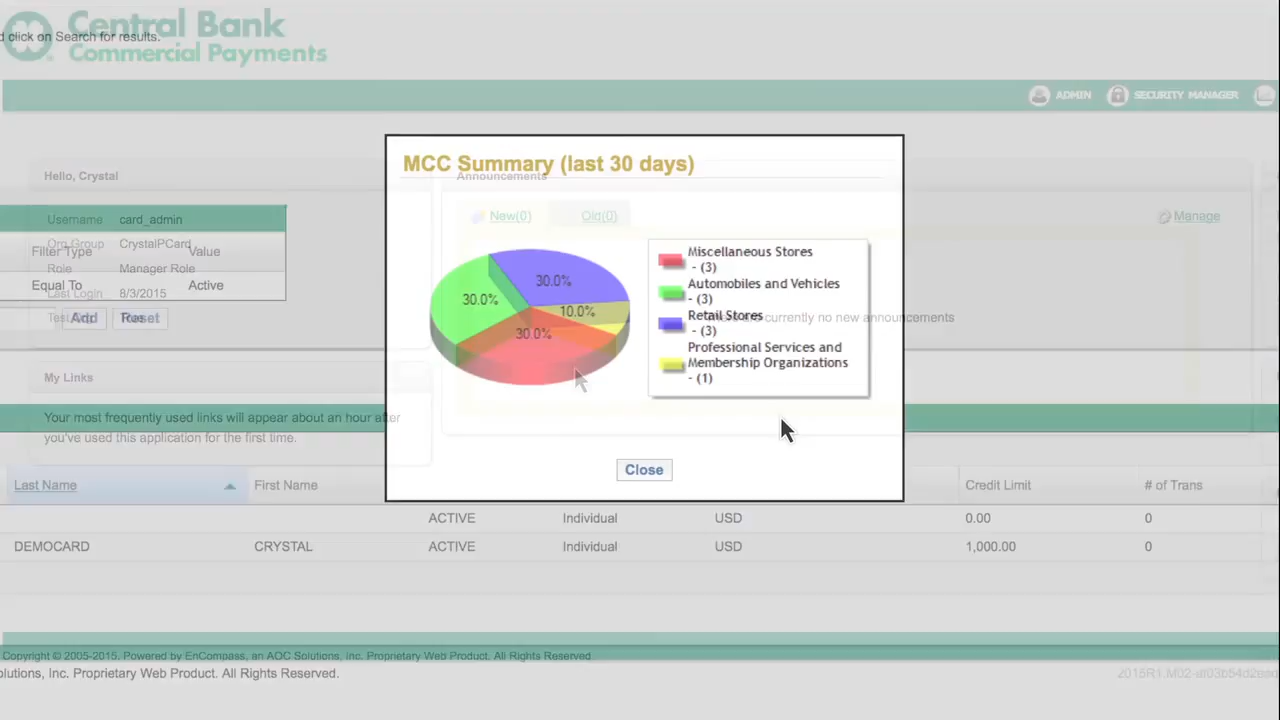 Central Bank
d click on Search for results.
Commercial Payments
ADMIN
SECURITY MANAGER
MCC Summary (last 30 days)
Hello, Crystal
Announcements
Username card_admin
New(0)
Old(0)
Manage
Org Group CrystalPCard
Filter Type Value
Role Manager Role
Equal To Active
Last Login 8/3/2015
Add
Reset
Miscellaneous Stores
- (3)
Automobiles and Vehicles
- (3)
Retail Stores
- (3)
Professional Services and
Membership Organizations
- (1)
30.0%
30.0%
10.0%
30.0%
here are currently no new announcements
My Links
Your most frequently used links will appear about an hour after
you've used this application for the first time.
Close
Last Name First Name Credit Limit # of Trans
ACTIVE Individual USD 0.00 0
DEMOCARD CRYSTAL ACTIVE Individual USD 1,000.00 0
Copyright © 2005-2015. Powered by EnCompass, an AOC Solutions, Inc. Proprietary Web Product. All Rights Reserved
olutions, Inc. Proprietary Web Product. All Rights Reserved.